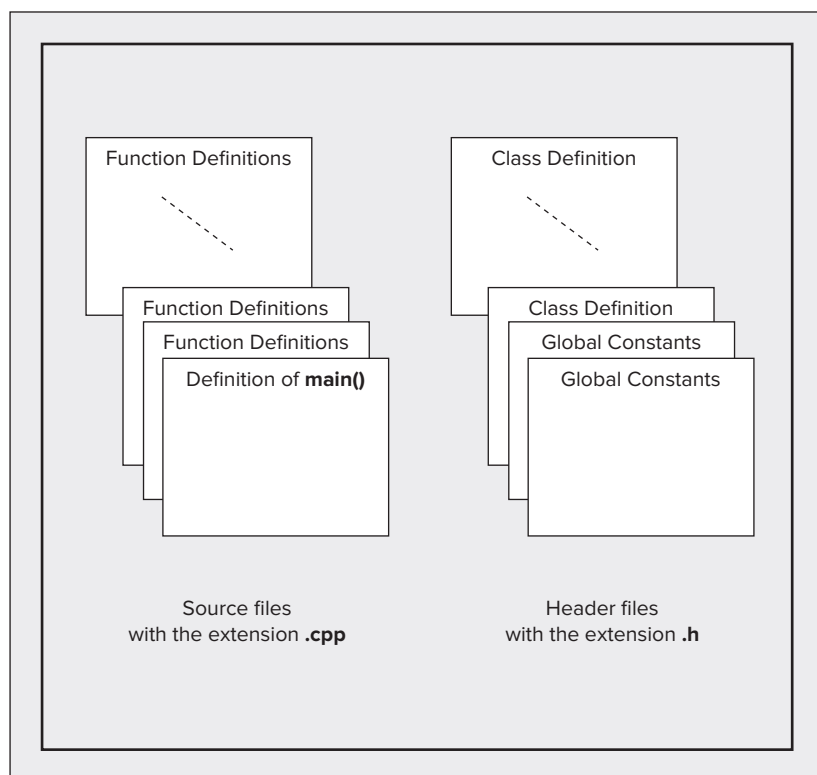 Function Definitions
Function Definitions
Function Definitions
Definition of main()
Source files
with the extension .cpp
Class Definition
Class Definition
Global Constants
Global Constants
Header files
with the extension .h